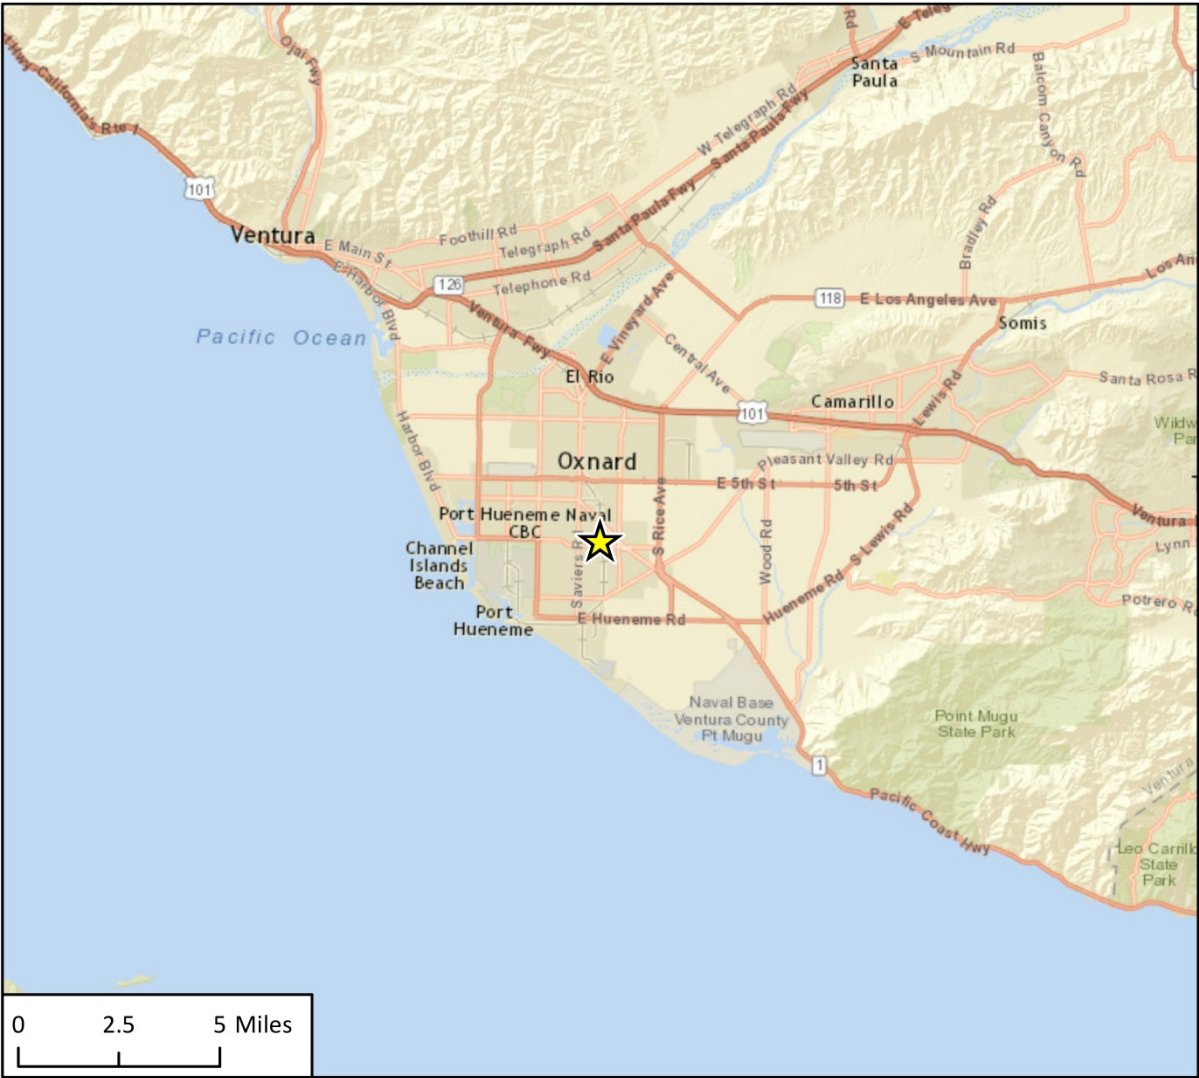 Rd
E Teleg
Santa
Paula
S Mountain Rd
Ojai Fwy
t Hwy-California's Rte 1
Balcom Canyon Rd
W Telegraph Rd
Santa Paula Fwy
101
Ventura
E Main St
Foothill Rd
Telegraph Rd
Santa Paula Fwy
Bradley Rd
E Harbor Blvd
126
Telephone Rd
Los An
118
E Los Angeles Ave
Somis
Pacific Ocean
Ventura Fwy
E Vineyard Ave
Central Ave
El Rio
Santa Rosa R
Camarillo
Lewis Rd
101
Harbor Blvd
Wildw
Par
Oxnard
Pleasant Valley Rd
E 5th St
5th St
S Rice Ave
Port Hueneme Naval
CBC
Wood Rd
S Lewis Rd
Ventura
Lynn
Channel
Islands
Beach
Saviers R
Hueneme Rd
Potrero R
Port
Hueneme
E Hueneme Rd
Naval Base
Ventura County
Pt Mugu
Point Mugu
State Park
1
Ventura
Pacific Coast Hwy
Leo Carrill
State
Park
0 2.5 5 Miles